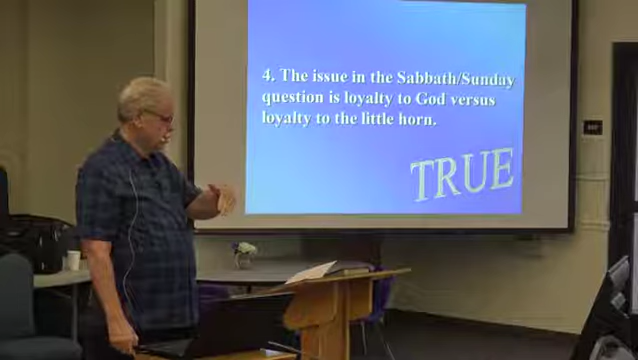 4. The issue in the Sabbath/Sunday
question is loyalty to God versus
loyalty to the little horn.
TRUE